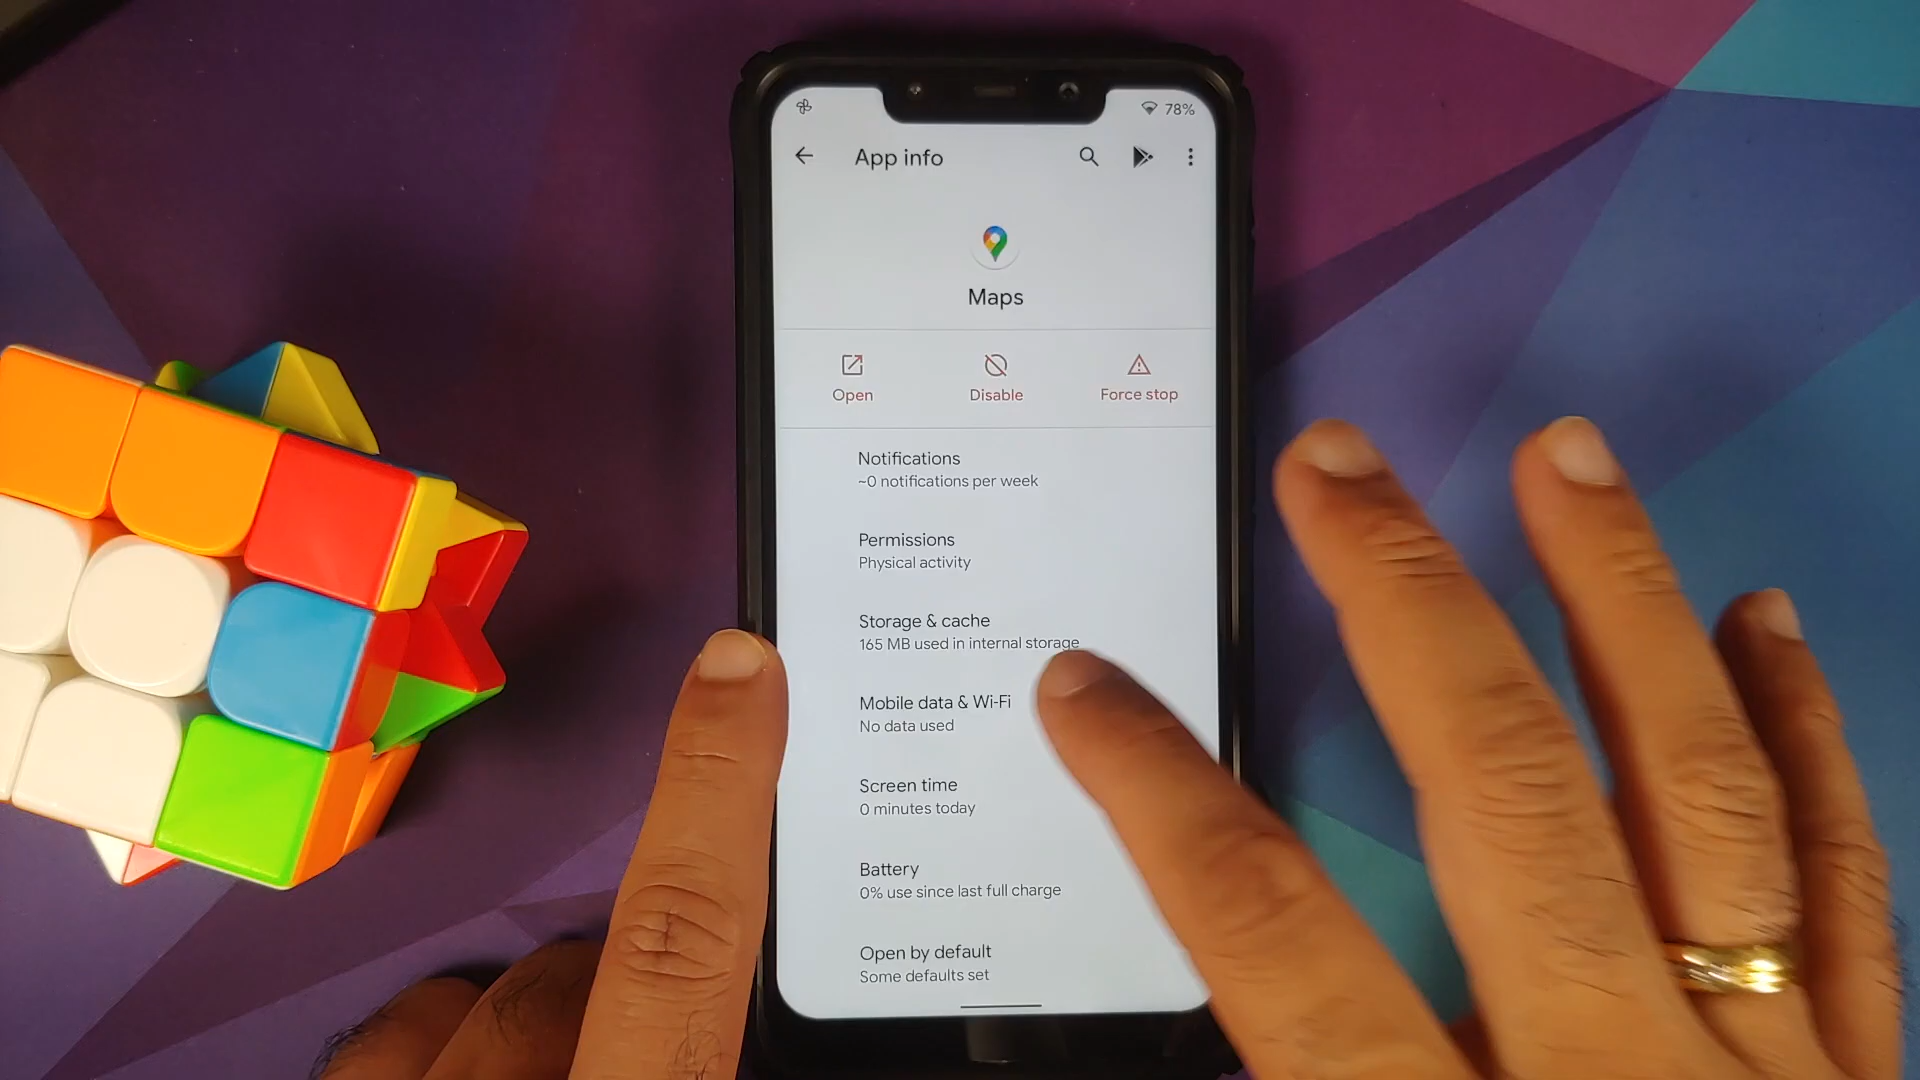 78%
App info
Maps
Open
Disable
Force stop
Notifications
~0 notifications per week
Permissions
Physical activity
Storage & cache
165 MB used in internal storage
Mobile data & Wi-Fi
No data used
Screen time
0 minutes today
Battery
0% use since last full charge
Open by default
Some defaults set